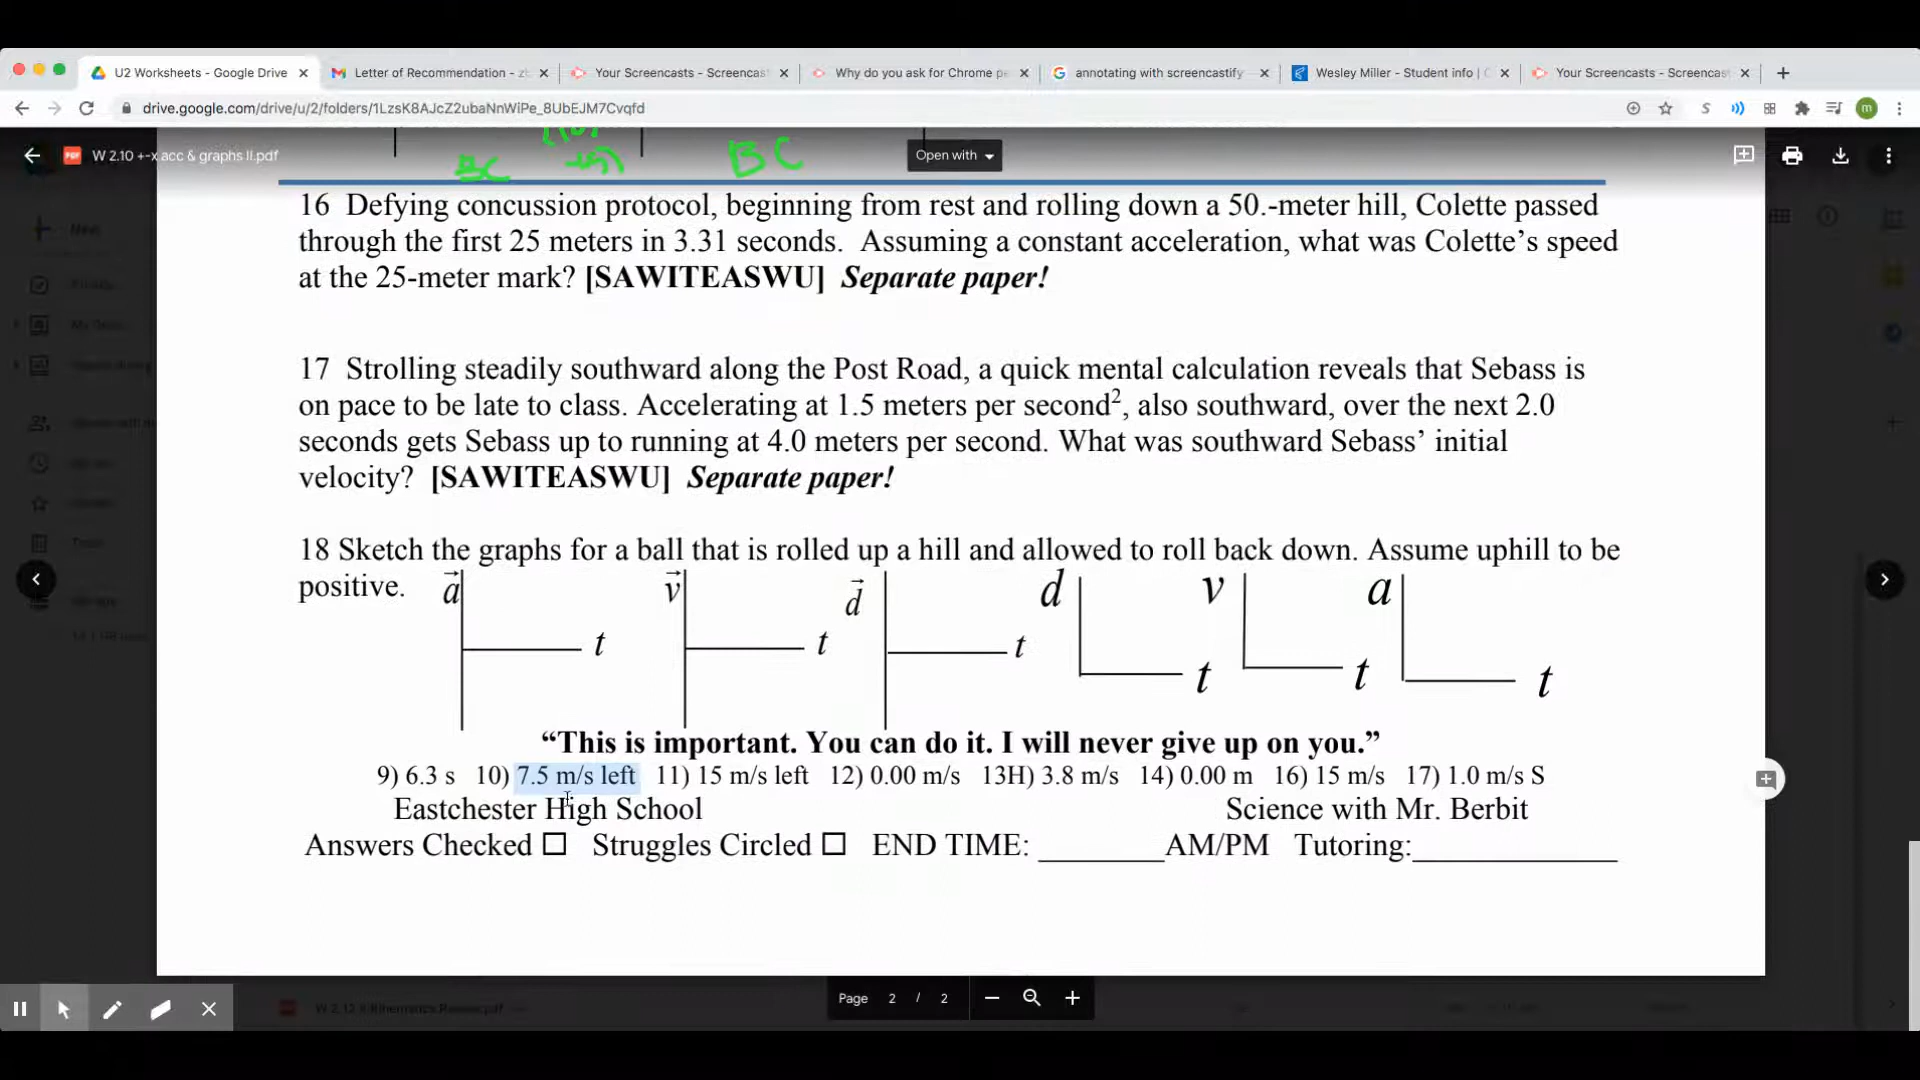 U2 Worksheets - Google Drive
Letter of Recommendation - z
Your Screencasts - Screencast
Why do you ask for Chrome pe
annotating with screencastify
Wesley Miller - Student info |
Your Screencasts - Screencast
drive.google.com/drive/u/2/folders/1LzsK8AJcZ2ubaNnWiPe_8UbEJM7Cvqfd
m
PDF W 2.10 +-x acc & graphs II.pdf
Open with
BC
BC
New
16 Defying concussion protocol, beginning from rest and rolling down a 50.-meter hill, Colette passed
through the first 25 meters in 3.31 seconds. Assuming a constant acceleration, what was Colette’s speed
at the 25-meter mark? [SAWITEASWU] Separate paper!
17 Strolling steadily southward along the Post Road, a quick mental calculation reveals that Sebass is
on pace to be late to class. Accelerating at 1.5 meters per second², also southward, over the next 2.0
seconds gets Sebass up to running at 4.0 meters per second. What was southward Sebass’ initial
velocity? [SAWITEASWU] Separate paper!
18 Sketch the graphs for a ball that is rolled up a hill and allowed to roll back down. Assume uphill to be
positive. a⃗ v⃗ d⃗ d v a
t t t t t t
“This is important. You can do it. I will never give up on you.”
9) 6.3 s 10) 7.5 m/s left 11) 15 m/s left 12) 0.00 m/s 13H) 3.8 m/s 14) 0.00 m 16) 15 m/s 17) 1.0 m/s S
Eastchester High School Science with Mr. Berbit
Answers Checked ☐ Struggles Circled ☐ END TIME: ________AM/PM Tutoring:_____________
W 2.12 Kinematics Review.pdf
Page 2 / 2